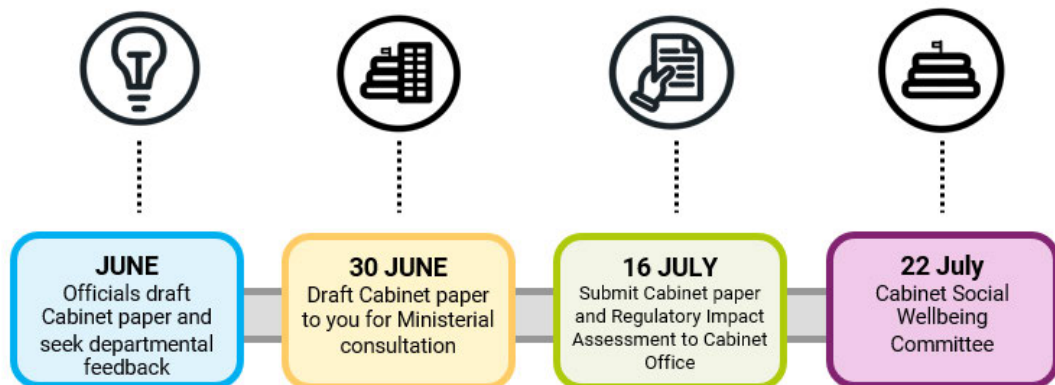 JUNE
Officials draft
Cabinet paper and
seek departmental
feedback
30 JUNE
Draft Cabinet paper
to you for Ministerial
consultation
16 JULY
Submit Cabinet paper
and Regulatory Impact
Assessment to Cabinet
Office
22 July
Cabinet Social
Wellbeing
Committee